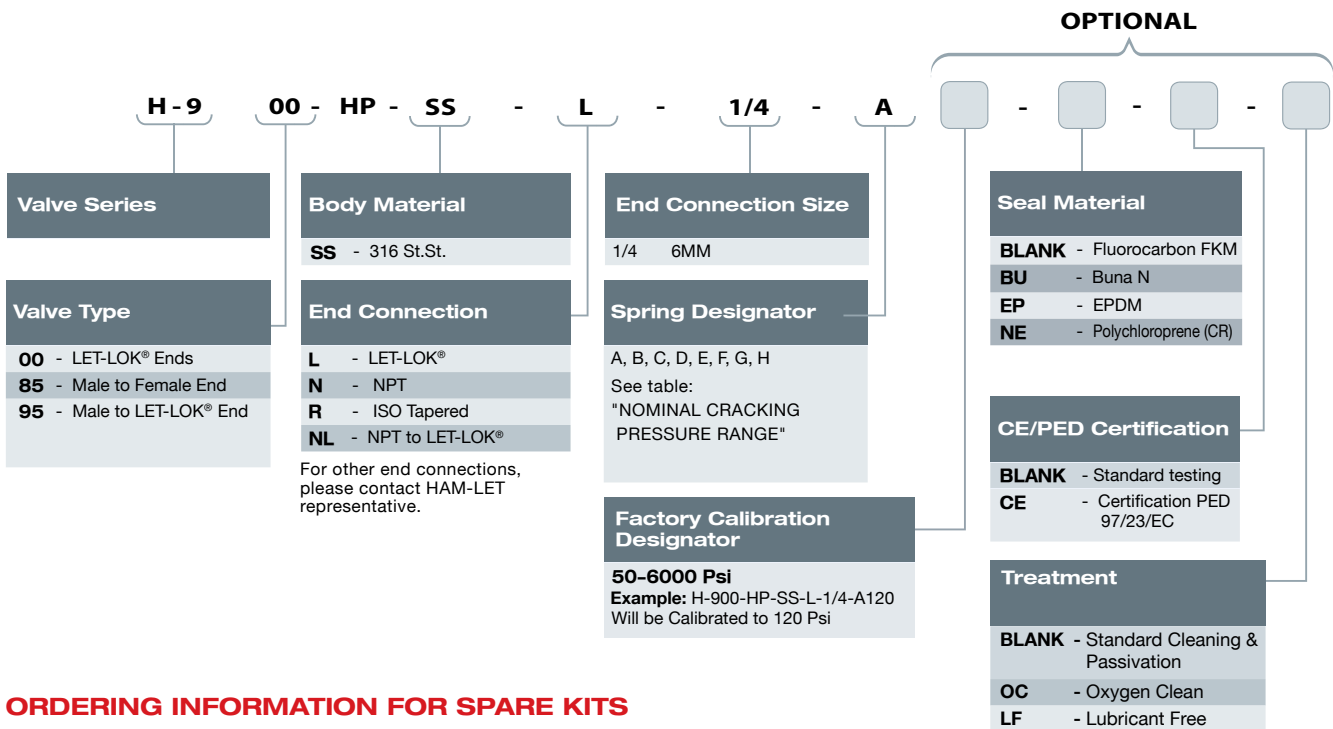 OPTIONAL
H-9 00 - HP - SS - L - 1/4 - A - - -
Valve Series
Valve Type
00 - LET-LOK® Ends
85 - Male to Female End
95 - Male to LET-LOK® End
Body Material
SS - 316 St.St.
End Connection
L - LET-LOK®
N - NPT
R - ISO Tapered
NL - NPT to LET-LOK®
For other end connections,
please contact HAM-LET
representative.
End Connection Size
1/4 6MM
Spring Designator
A, B, C, D, E, F, G, H
See table:
"NOMINAL CRACKING
PRESSURE RANGE"
Factory Calibration
Designator
50-6000 Psi
Example: H-900-HP-SS-L-1/4-A120
Will be Calibrated to 120 Psi
Seal Material
BLANK - Fluorocarbon FKM
BU - Buna N
EP - EPDM
NE - Polychloroprene (CR)
CE/PED Certification
BLANK - Standard testing
CE - Certification PED
97/23/EC
Treatment
BLANK - Standard Cleaning &
Passivation
OC - Oxygen Clean
LF - Lubricant Free
ORDERING INFORMATION FOR SPARE KITS